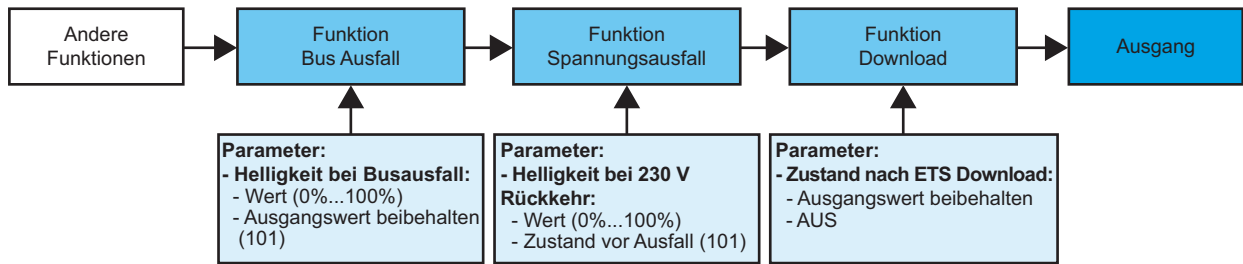 Andere
Funktionen
Funktion
Bus Ausfall
Funktion
Spannungsausfall
Funktion
Download
Ausgang
Parameter:
- Helligkeit bei Busausfall:
- Wert (0%...100%)
- Ausgangswert beibehalten
(101)
Parameter:
- Helligkeit bei 230 V
Rückkehr:
- Wert (0%...100%)
- Zustand vor Ausfall (101)
Parameter:
- Zustand nach ETS Download:
- Ausgangswert beibehalten
- AUS